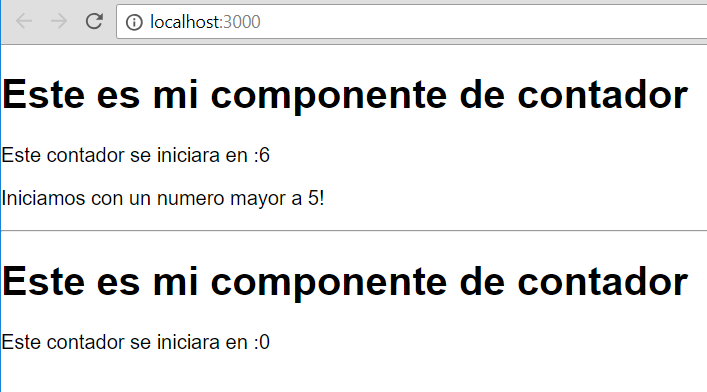 localhost:3000
Este es mi componente de contador
Este contador se iniciara en :6
Iniciamos con un numero mayor a 5!
Este es mi componente de contador
Este contador se iniciara en :0